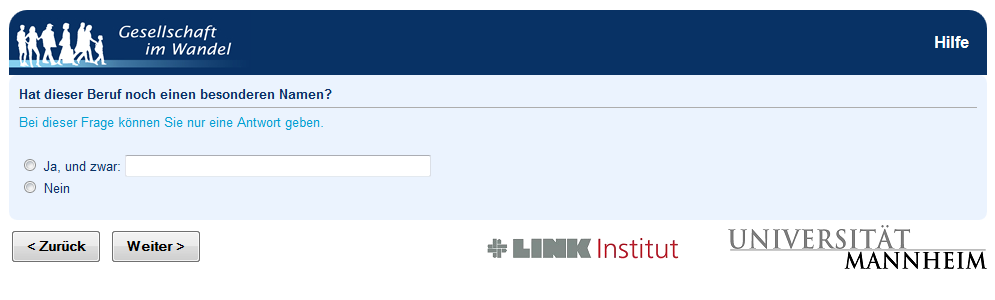 Gesellschaft
im Wandel
Hilfe
Hat dieser Beruf noch einen besonderen Namen?
Bei dieser Frage können Sie nur eine Antwort geben.
Ja, und zwar:
Nein
< Zurück
Weiter >
LINK Institut
UNIVERSITÄT
MANNHEIM